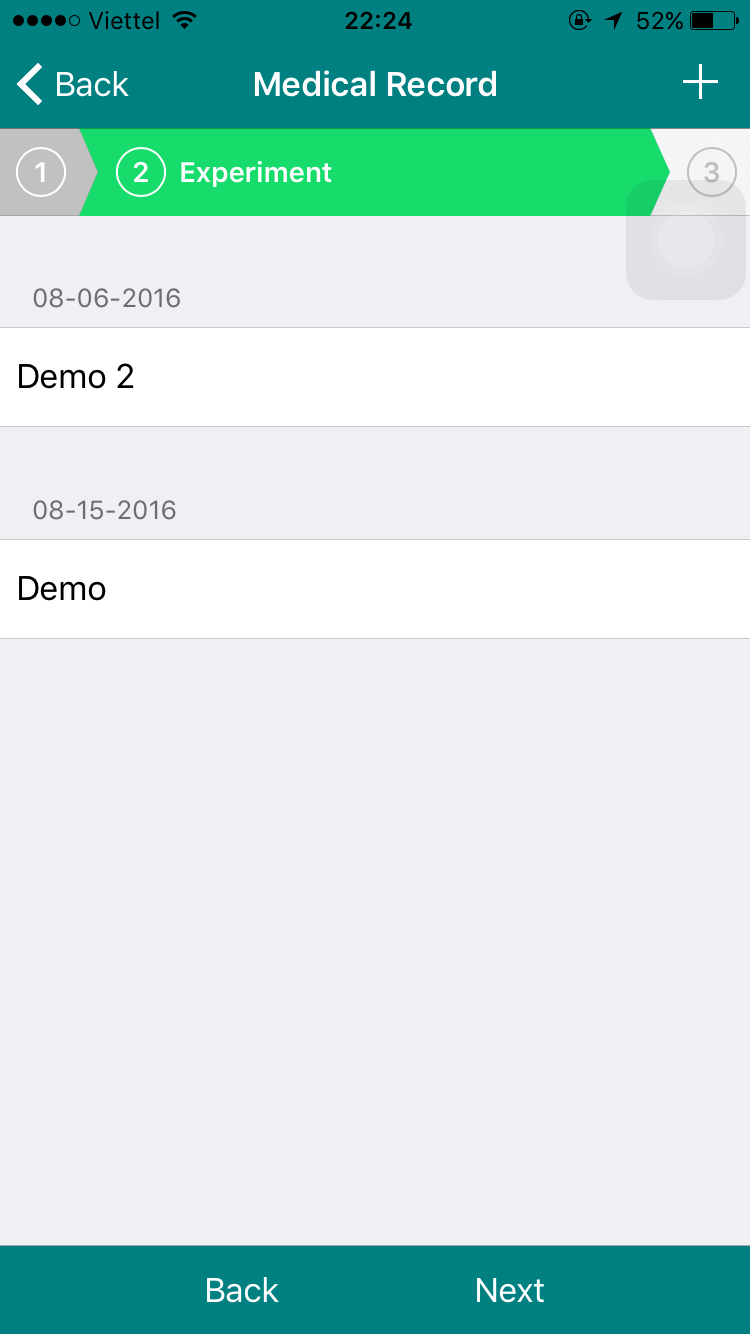 Viettel 22:24 52%
Back Medical Record
1 2 Experiment 3
08-06-2016
Demo 2
08-15-2016
Demo
Back Next